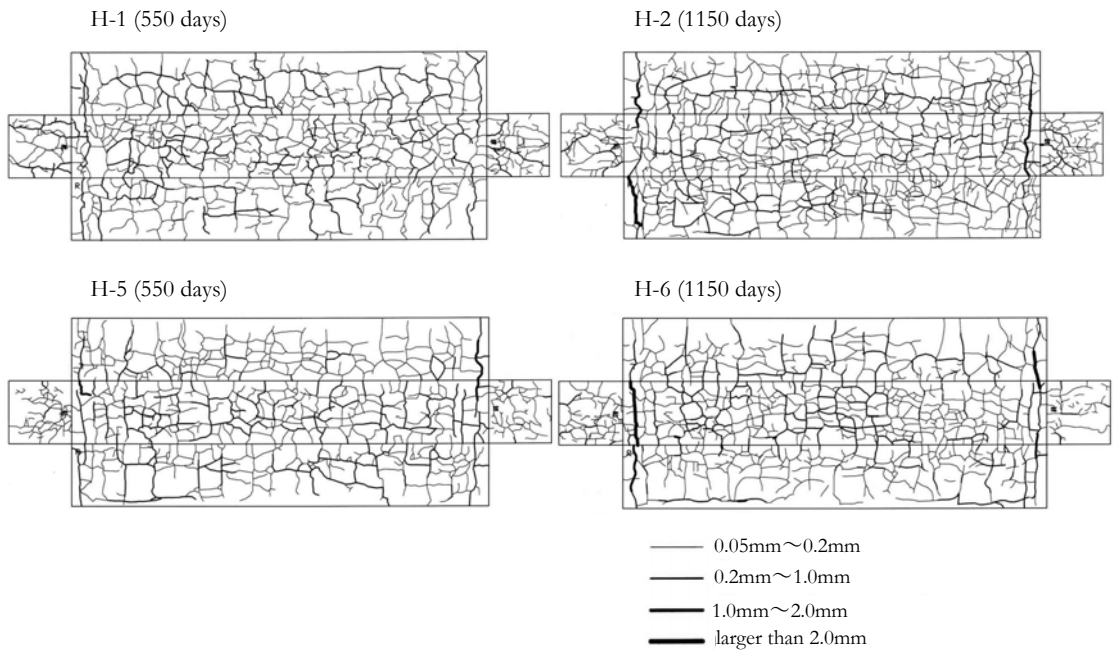 H-1 (550 days)
H-2 (1150 days)
R
H-5 (550 days)
H-6 (1150 days)
0.05mm～0.2mm
0.2mm～1.0mm
1.0mm～2.0mm
larger than 2.0mm